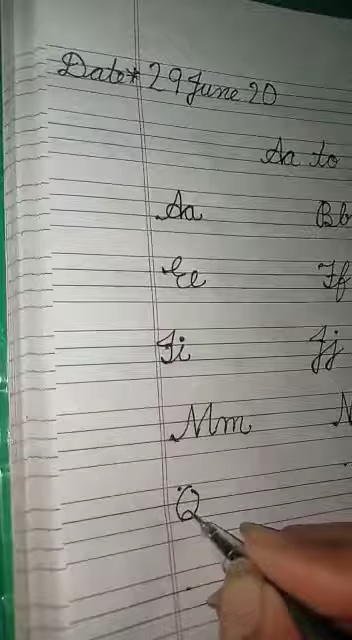 Date* 29 June 20
Aa to
Aa Bb
Ee Ff
Ii Jj
Mm N
Q